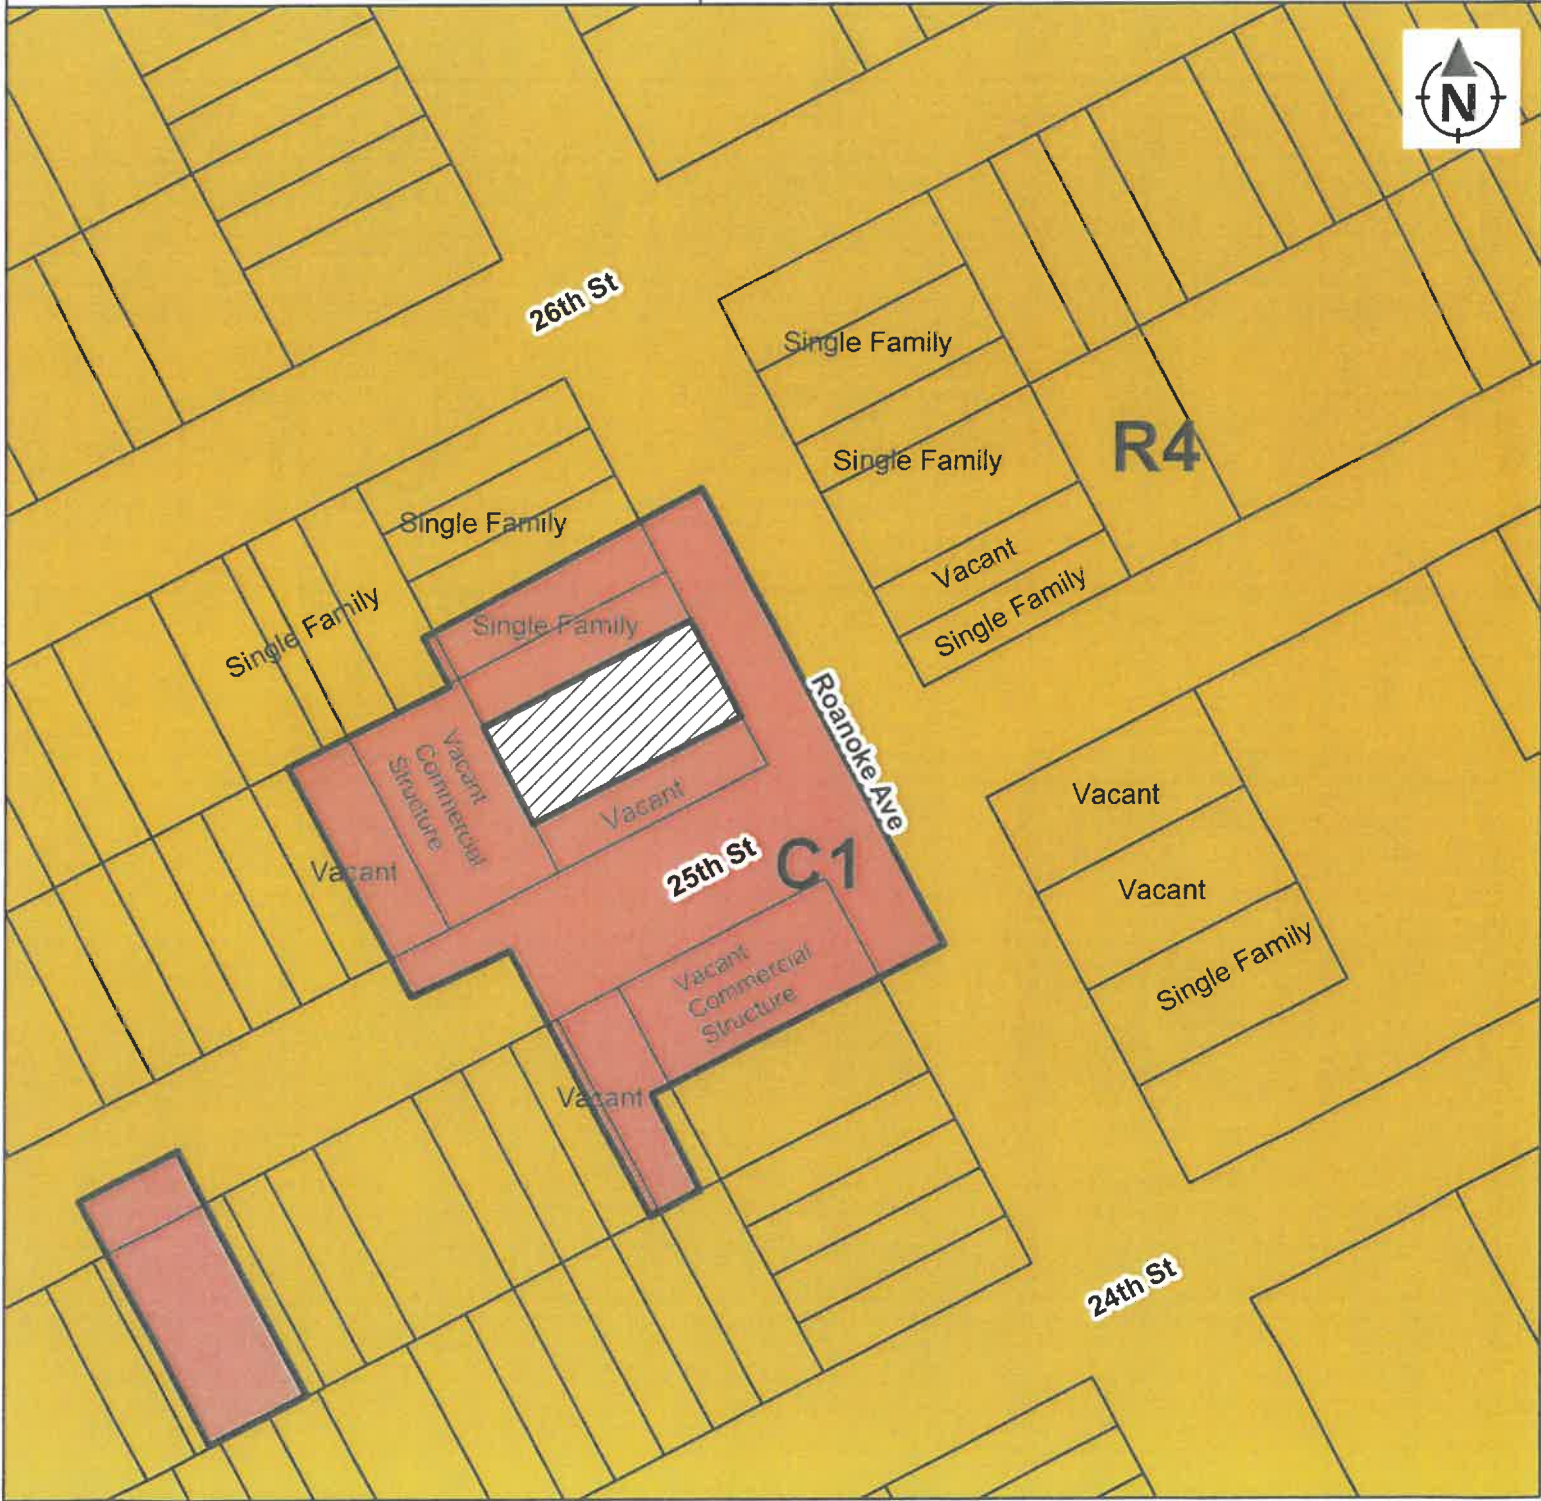 N
26th St
Single Family
R4
Single Family
Single Family
Vacant
Single Family
Single Family
Single Family
Roanoke Ave
Vacant
Commercial
Structure
Vacant
Vacant
25th St
C1
Vacant
Vacant
Vacant
Single Family
Vacant
Commercial
Structure
Vacant
24th St